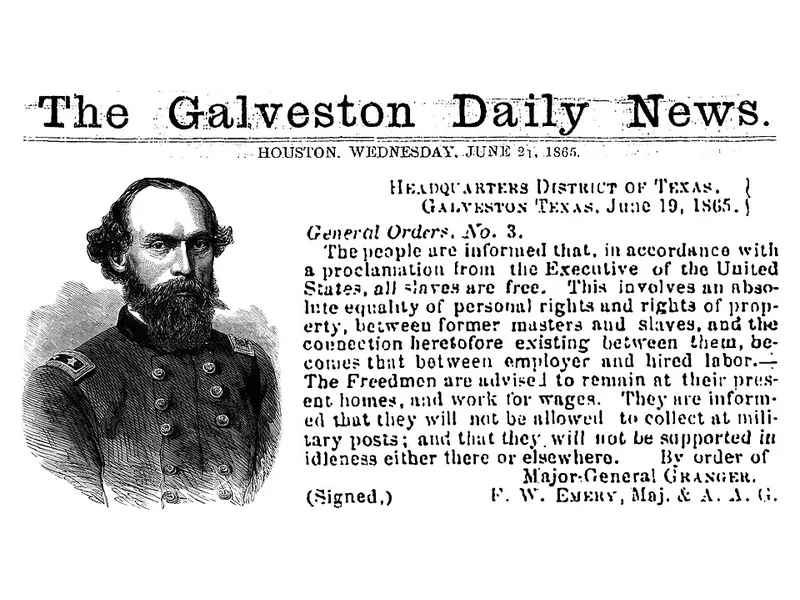 The Galveston Daily News.
HOUSTON, WEDNESDAY, JUNE 21, 1865.
HEADQUARTERS DISTRICT OF TEXAS. }
GALVESTON TEXAS, June 19, 1865. }
General Orders, No. 3.
The people are informed that, in accordance with
a proclamation from the Executive of the United
States, all slaves are free. This involves an abso-
lute equality of personal rights and rights of prop-
erty, between former masters and slaves, and the
connection heretofore existing between them, be-
comes that between employer and hired labor.—
The Freedmen are advised to remain at their pres-
ent homes, and work for wages. They are inform-
ed that they will not be allowed to collect at mili-
tary posts; and that they will not be supported in
idleness either there or elsewhere. By order of
Major-General GRANGER.
(Signed,) F. W. EMERY, Maj. & A. A. G.